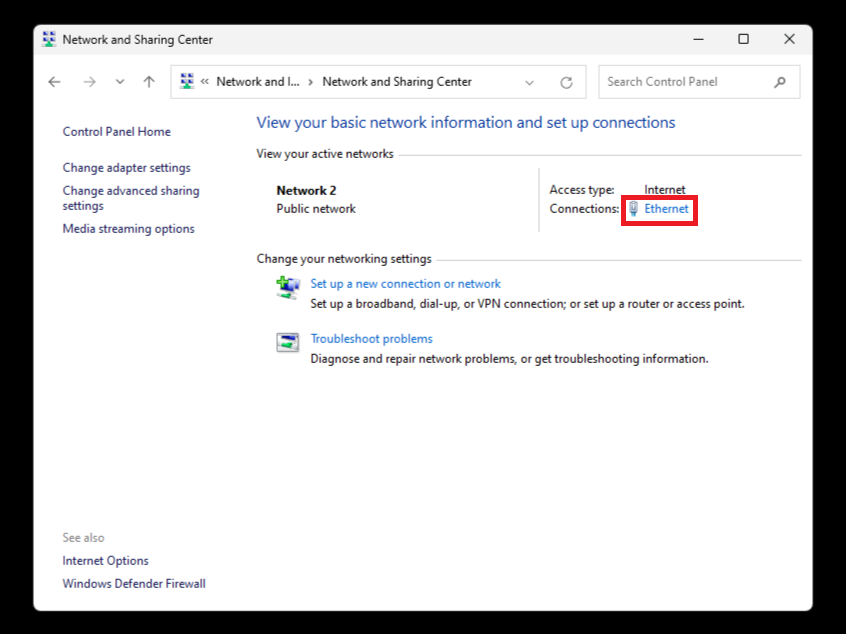 Network and Sharing Center
« Network and I... > Network and Sharing Center
Search Control Panel
Control Panel Home
Change adapter settings
Change advanced sharing
settings
Media streaming options
View your basic network information and set up connections
View your active networks
Network 2
Public network
Access type: Internet
Connections: Ethernet
Change your networking settings
Set up a new connection or network
Set up a broadband, dial-up, or VPN connection; or set up a router or access point.
Troubleshoot problems
Diagnose and repair network problems, or get troubleshooting information.
See also
Internet Options
Windows Defender Firewall